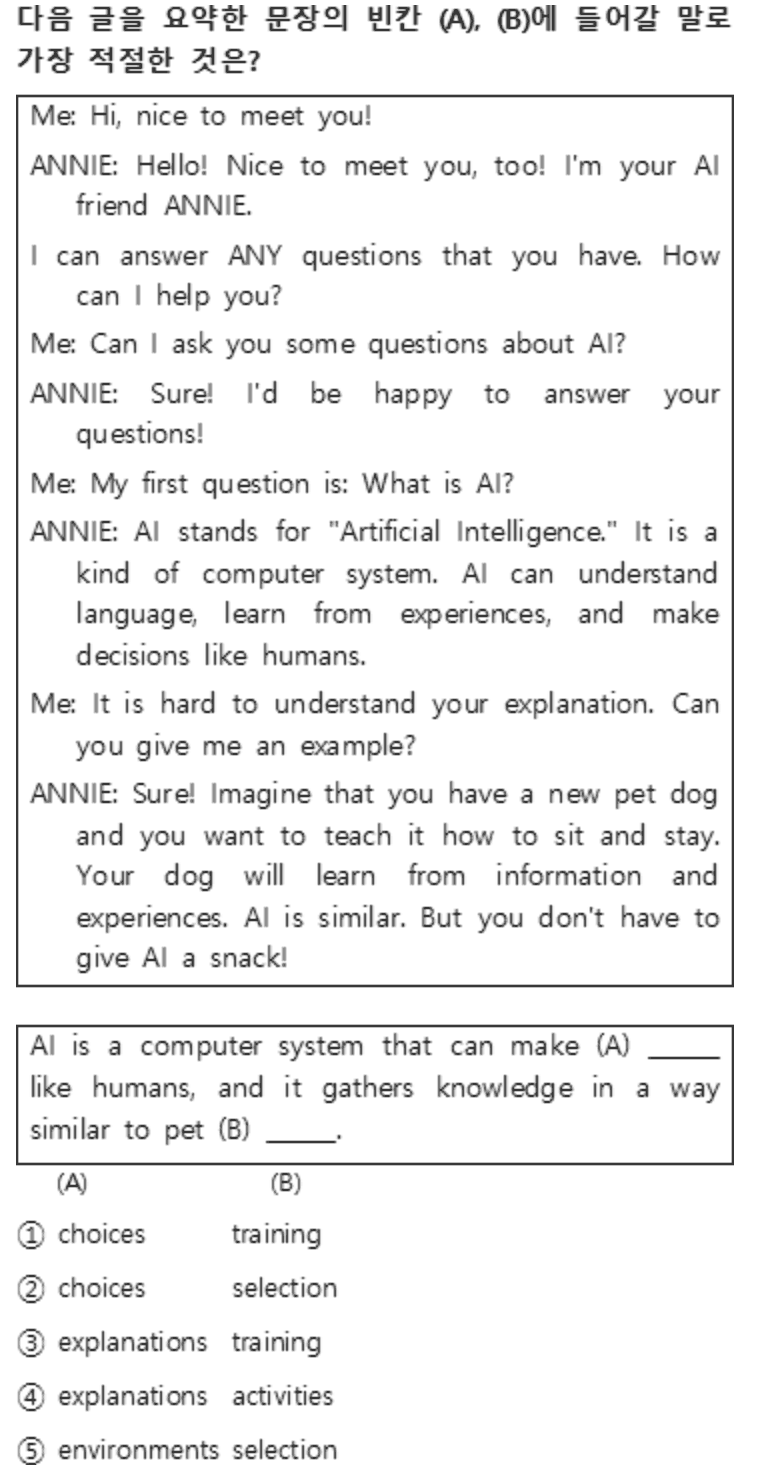 다음 글을 요약한 문장의 빈칸 (A), (B)에 들어갈 말로
가장 적절한 것은?
Me: Hi, nice to meet you!
ANNIE: Hello! Nice to meet you, too! I'm your AI
friend ANNIE.
I can answer ANY questions that you have. How
can I help you?
Me: Can I ask you some questions about AI?
ANNIE: Sure! I'd be happy to answer your
questions!
Me: My first question is: What is AI?
ANNIE: AI stands for "Artificial Intelligence." It is a
kind of computer system. AI can understand
language, learn from experiences, and make
decisions like humans.
Me: It is hard to understand your explanation. Can
you give me an example?
ANNIE: Sure! Imagine that you have a new pet dog
and you want to teach it how to sit and stay.
Your dog will learn from information and
experiences. AI is similar. But you don't have to
give AI a snack!
AI is a computer system that can make (A) _____
like humans, and it gathers knowledge in a way
similar to pet (B) _____.
(A) (B)
① choices training
② choices selection
③ explanations training
④ explanations activities
⑤ environments selection